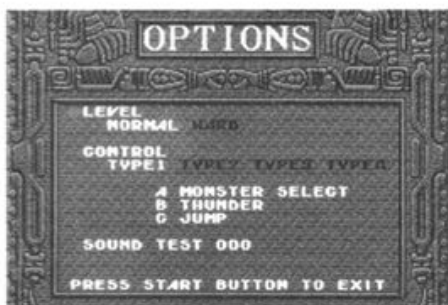 OPTIONS
LEVEL
NORMAL HARD
CONTROL
TYPE1 TYPE2 TYPE3 TYPE4
A MONSTER SELECT
B THUNDER
C JUMP
SOUND TEST 000
PRESS START BUTTON TO EXIT